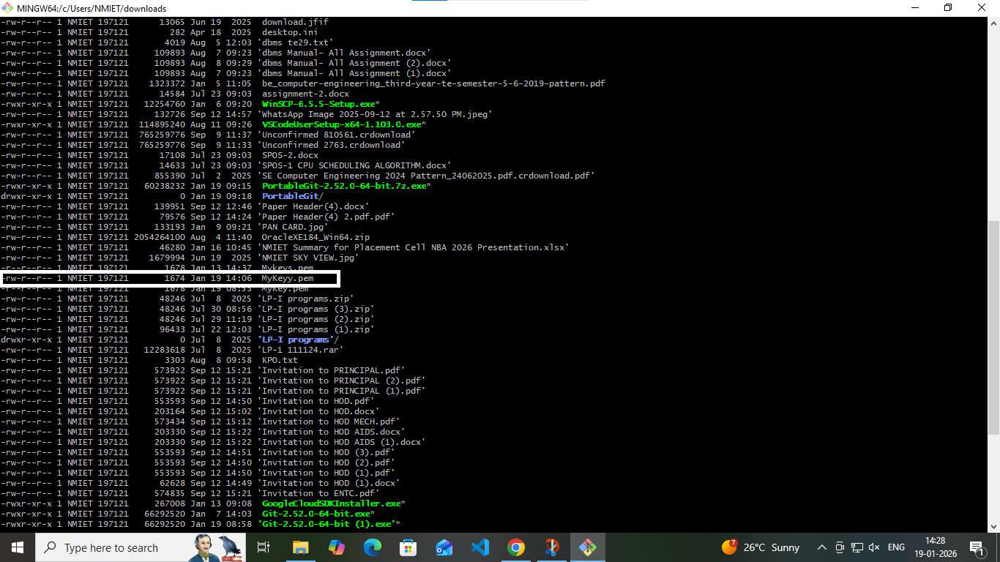 MINGW64:/c/Users/NMIET/downloads
-rw-r--r-- 1 NMIET 197121      13065 Jun 19  2025  download.jfif
-rw-r--r-- 1 NMIET 197121        282 Apr 18  2025  desktop.ini
-rw-r--r-- 1 NMIET 197121       4019 Aug  5 12:03 'dbms te29.txt'
-rw-r--r-- 1 NMIET 197121     109893 Aug  7 09:23 'dbms Manual- All Assignment.docx'
-rw-r--r-- 1 NMIET 197121     109893 Aug  8 09:29 'dbms Manual- All Assignment (2).docx'
-rw-r--r-- 1 NMIET 197121     109893 Aug  7 09:23 'dbms Manual- All Assignment (1).docx'
-rw-r--r-- 1 NMIET 197121    1323372 Jan  5 11:05  be_computer-engineering_third-year-te-semester-5-6-2019-pattern.pdf
-rw-r--r-- 1 NMIET 197121      14584 Jul 23 09:03  assignment-2.docx
-rwxr-xr-x 1 NMIET 197121   12254760 Jan  6 09:20  WinSCP-6.5.5-Setup.exe*
-rw-r--r-- 1 NMIET 197121     132726 Sep 12 14:57 'WhatsApp Image 2025-09-12 at 2.57.50 PM.jpeg'
-rwxr-xr-x 1 NMIET 197121  114895240 Aug 11 09:26  VSCodeUserSetup-x64-1.103.0.exe*
-rw-r--r-- 1 NMIET 197121  765259776 Sep  9 11:37 'Unconfirmed 810561.crdownload'
-rw-r--r-- 1 NMIET 197121  765259776 Sep  9 11:33 'Unconfirmed 2763.crdownload'
-rw-r--r-- 1 NMIET 197121      17108 Jul 23 09:03  SPOS-2.docx
-rw-r--r-- 1 NMIET 197121      14633 Jul 23 09:03 'SPOS-1 CPU SCHEDULING ALGORITHM.docx'
-rw-r--r-- 1 NMIET 197121     855390 Jul  2  2025 'SE Computer Engineering 2024 Pattern_24062025.pdf.crdownload.pdf'
-rwxr-xr-x 1 NMIET 197121   60238232 Jan 19 09:15  PortableGit-2.52.0-64-bit.7z.exe*
drwxr-xr-x 1 NMIET 197121          0 Jan 19 09:18  PortableGit/
-rw-r--r-- 1 NMIET 197121     139951 Sep 12 12:46 'Paper Header(4).docx'
-rw-r--r-- 1 NMIET 197121      79576 Sep 12 14:24 'Paper Header(4) 2.pdf.pdf'
-rw-r--r-- 1 NMIET 197121     133193 Jan  9 09:21 'PAN CARD.jpg'
-rw-r--r-- 1 NMIET 197121 2054264100 Aug  4 11:40  OracleXE184_Win64.zip
-rw-r--r-- 1 NMIET 197121      46280 Jan 16 10:45 'NMIET Summary for Placement Cell NBA 2026 Presentation.xlsx'
-rw-r--r-- 1 NMIET 197121    1679994 Jun 19  2025 'NMIET SKY VIEW.jpg'
-r--r--r-- 1 NMIET 197121       1678 Jan 13 14:37  Mykeys.pem
-rw-r--r-- 1 NMIET 197121       1674 Jan 19 14:06  MyKeyy.pem
-rw-r--r-- 1 NMIET 197121       1678 Jan 19 08:53  MyKey.pem
-rw-r--r-- 1 NMIET 197121      48246 Jul  8  2025 'LP-I programs.zip'
-rw-r--r-- 1 NMIET 197121      48246 Jul 30 08:56 'LP-I programs (3).zip'
-rw-r--r-- 1 NMIET 197121      48246 Jul 29 11:19 'LP-I programs (2).zip'
-rw-r--r-- 1 NMIET 197121      96433 Jul 22 12:03 'LP-I programs (1).zip'
drwxr-xr-x 1 NMIET 197121          0 Jul  8  2025 'LP-I programs'/
-rw-r--r-- 1 NMIET 197121   12283618 Jul  8  2025 'LP-1 111124.rar'
-rw-r--r-- 1 NMIET 197121       3303 Aug  8 09:58  KPO.txt
-rw-r--r-- 1 NMIET 197121     573922 Sep 12 15:21 'Invitation to PRINCIPAL.pdf'
-rw-r--r-- 1 NMIET 197121     573922 Sep 12 15:21 'Invitation to PRINCIPAL (2).pdf'
-rw-r--r-- 1 NMIET 197121     573922 Sep 12 15:21 'Invitation to PRINCIPAL (1).pdf'
-rw-r--r-- 1 NMIET 197121     553593 Sep 12 14:50 'Invitation to HOD.pdf'
-rw-r--r-- 1 NMIET 197121     203164 Sep 12 15:02 'Invitation to HOD.docx'
-rw-r--r-- 1 NMIET 197121     573434 Sep 12 15:12 'Invitation to HOD MECH.pdf'
-rw-r--r-- 1 NMIET 197121     203330 Sep 12 15:22 'Invitation to HOD AIDS.docx'
-rw-r--r-- 1 NMIET 197121     203330 Sep 12 15:22 'Invitation to HOD AIDS (1).docx'
-rw-r--r-- 1 NMIET 197121     553593 Sep 12 14:51 'Invitation to HOD (3).pdf'
-rw-r--r-- 1 NMIET 197121     553593 Sep 12 14:50 'Invitation to HOD (2).pdf'
-rw-r--r-- 1 NMIET 197121     553593 Sep 12 14:50 'Invitation to HOD (1).pdf'
-rw-r--r-- 1 NMIET 197121      62628 Sep 12 14:49 'Invitation to HOD (1).docx'
-rw-r--r-- 1 NMIET 197121     574835 Sep 12 15:21 'Invitation to ENTC.pdf'
-rwxr-xr-x 1 NMIET 197121     267008 Jan 13 09:08  GoogleCloudSDKInstaller.exe*
-rwxr-xr-x 1 NMIET 197121   66292520 Jan  7 14:03  Git-2.52.0-64-bit.exe*
-rwxr-xr-x 1 NMIET 197121   66292520 Jan 19 08:58 'Git-2.52.0-64-bit (1).exe'*
Type here to search
7
26°C Sunny
ENG
14:28
19-01-2026
1